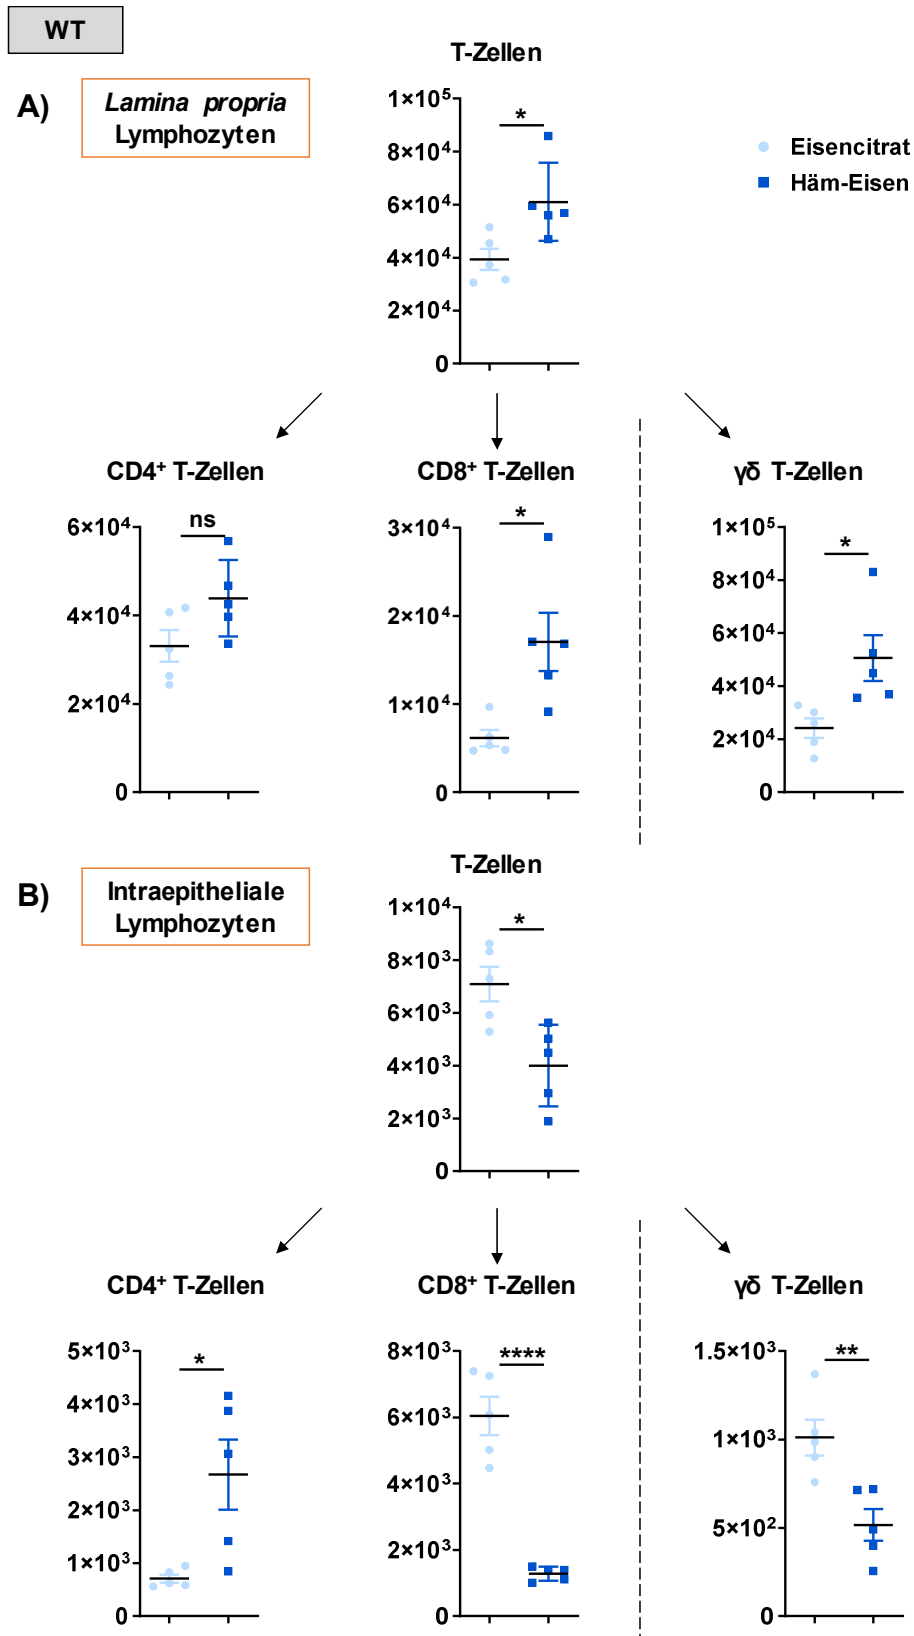 WT
A)
Lamina propria
Lymphozyten
T-Zellen
1×10⁵
8×10⁴
6×10⁴
4×10⁴
2×10⁴
0
*
Eisencitrat
Häm-Eisen
CD4⁺ T-Zellen
6×10⁴
4×10⁴
2×10⁴
0
ns
CD8⁺ T-Zellen
3×10⁴
2×10⁴
1×10⁴
0
*
γδ T-Zellen
1×10⁵
8×10⁴
6×10⁴
4×10⁴
2×10⁴
0
*
B)
Intraepitheliale
Lymphozyten
T-Zellen
1×10⁴
8×10³
6×10³
4×10³
2×10³
0
*
CD4⁺ T-Zellen
5×10³
4×10³
3×10³
2×10³
1×10³
0
*
CD8⁺ T-Zellen
8×10³
6×10³
4×10³
2×10³
0
****
γδ T-Zellen
1.5×10³
1×10³
5×10²
0
**